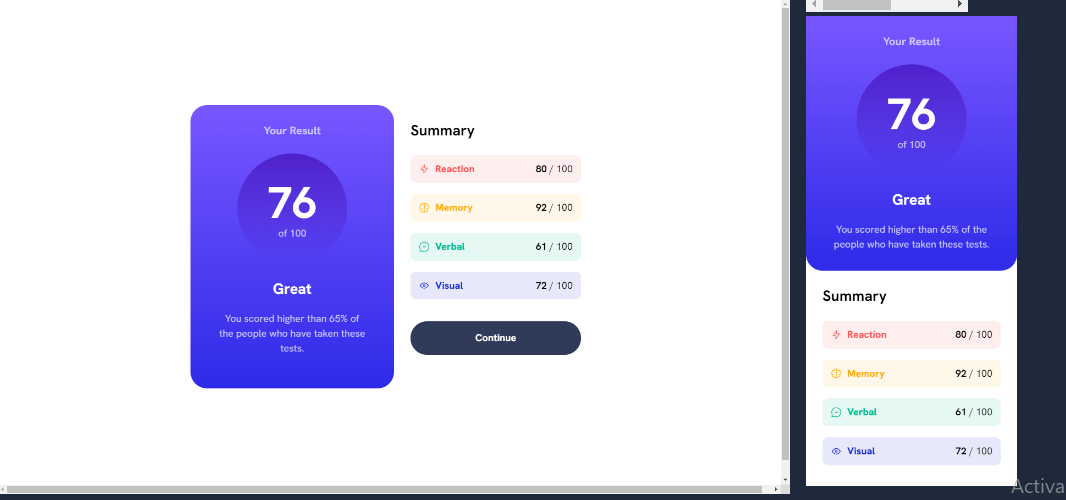 Your Result
76
of 100
Great
You scored higher than 65% of
the people who have taken these
tests.
Summary
Reaction 80 / 100
Memory 92 / 100
Verbal 61 / 100
Visual 72 / 100
Continue
Your Result
76
of 100
Great
You scored higher than 65% of the
people who have taken these tests.
Summary
Reaction 80 / 100
Memory 92 / 100
Verbal 61 / 100
Visual 72 / 100
Activa